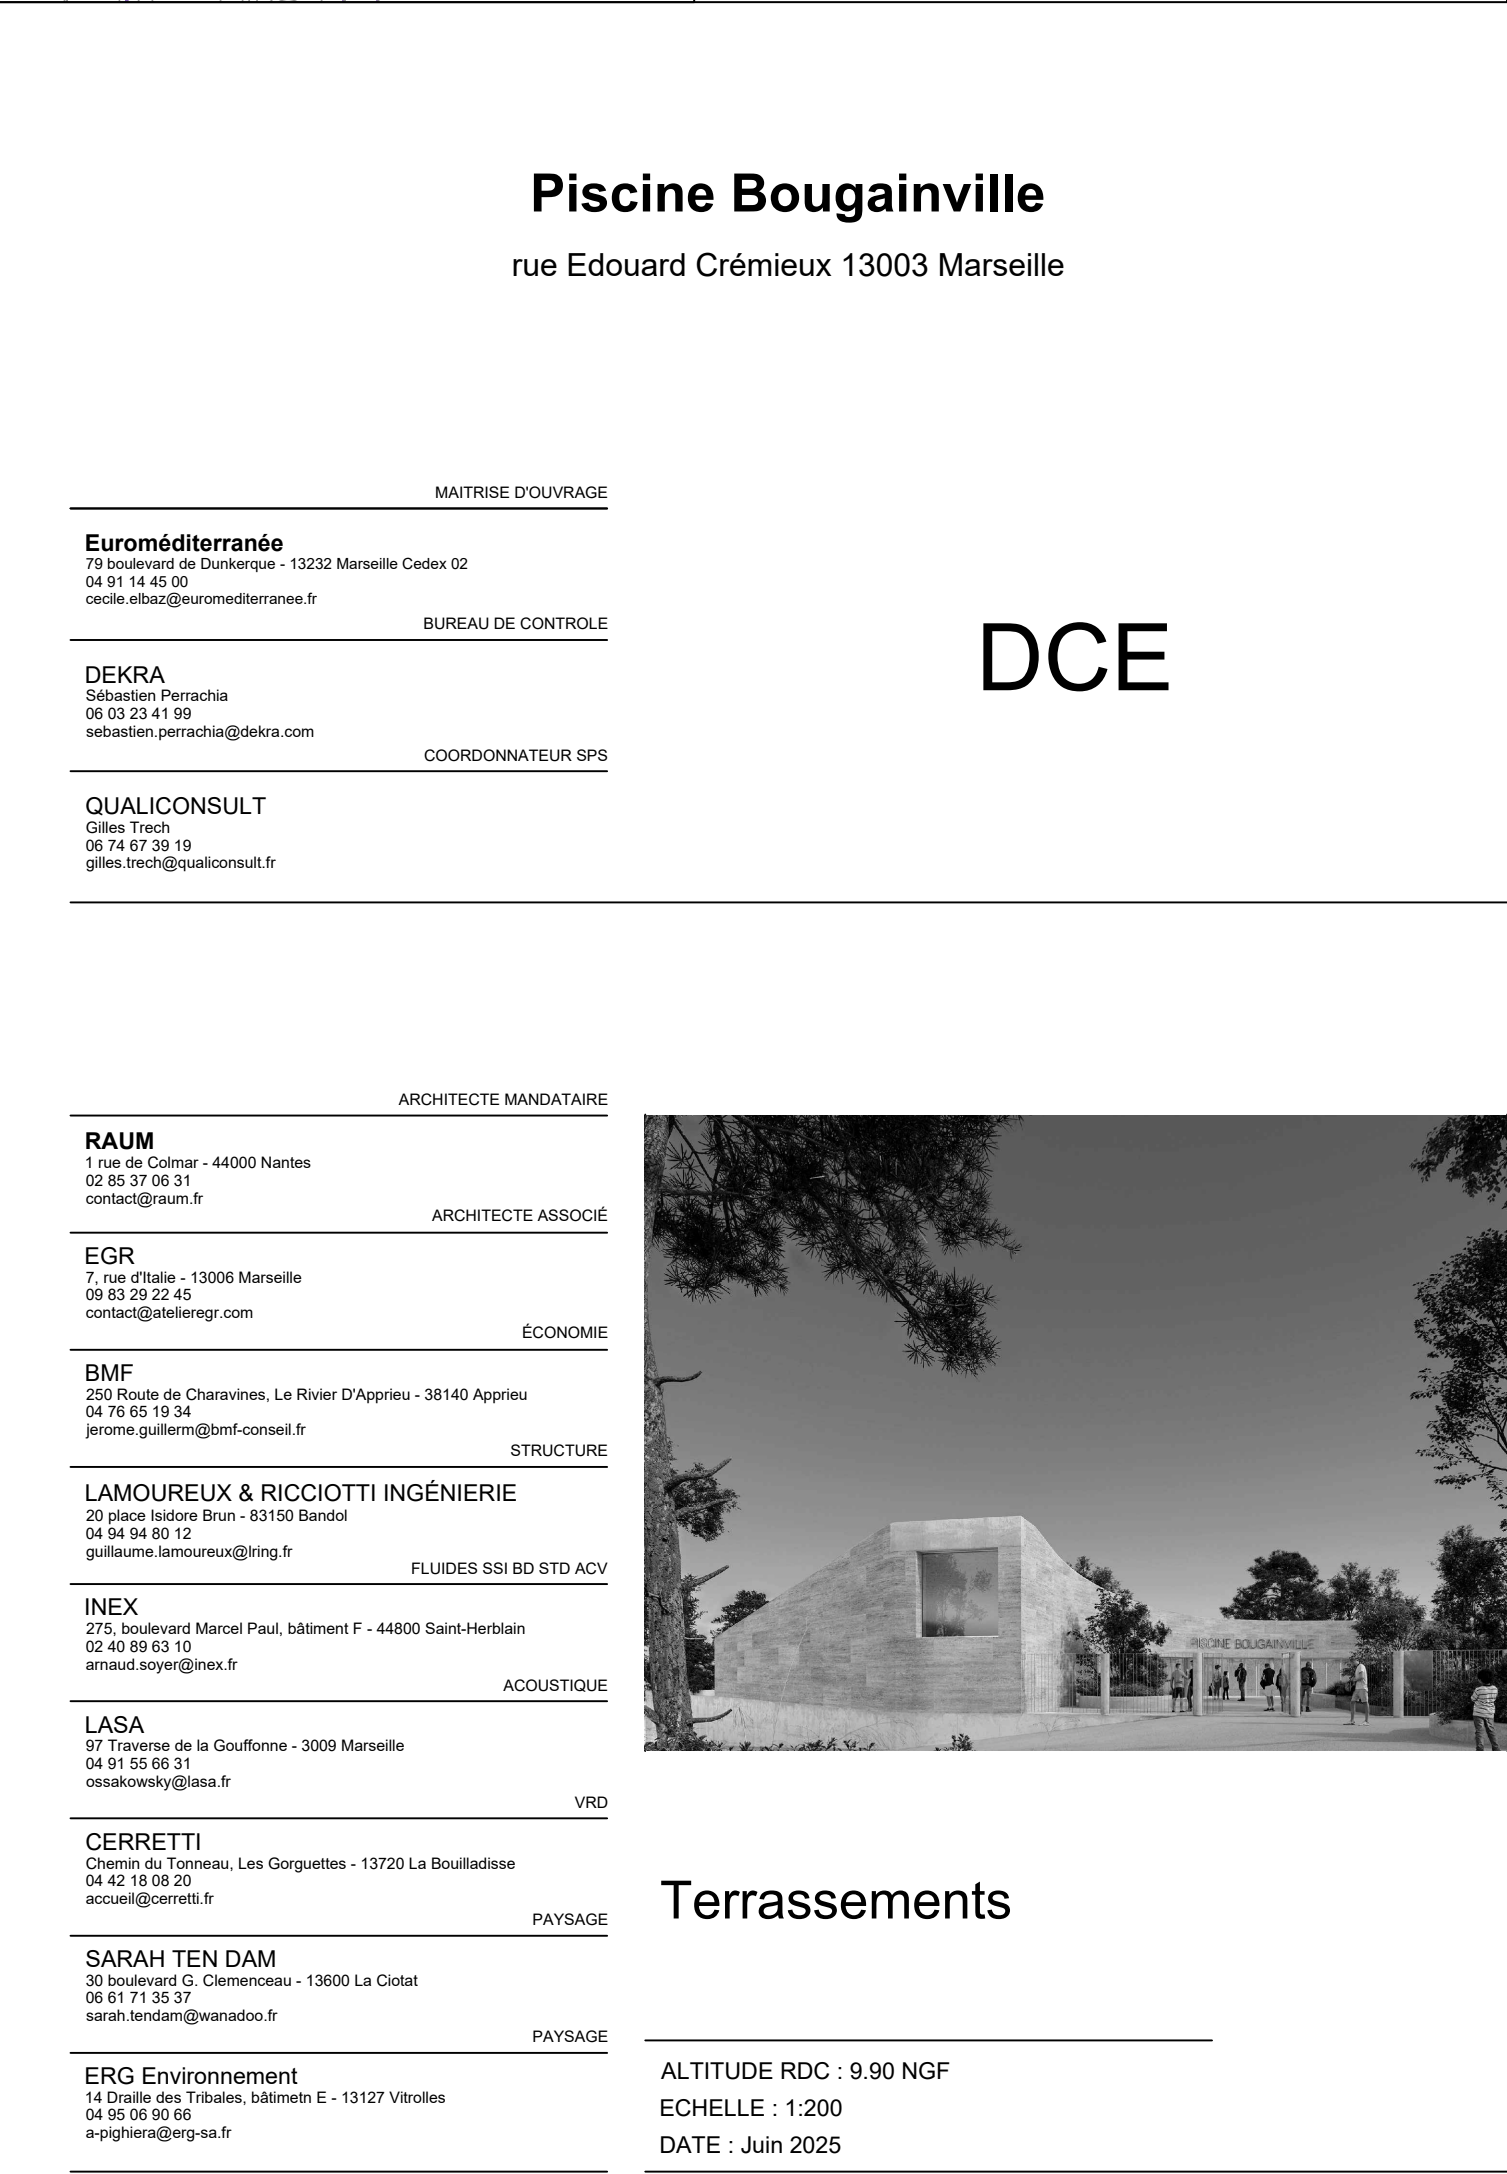 Piscine Bougainville
rue Edouard Crémieux 13003 Marseille
MAITRISE D'OUVRAGE
Euroméditerranée
79 boulevard de Dunkerque - 13232 Marseille Cedex 02
04 91 14 45 00
cecile.elbaz@euromediterranee.fr
BUREAU DE CONTROLE
DEKRA
Sébastien Perrachia
06 03 23 41 99
sebastien.perrachia@dekra.com
COORDONNATEUR SPS
QUALICONSULT
Gilles Trech
06 74 67 39 19
gilles.trech@qualiconsult.fr
DCE
ARCHITECTE MANDATAIRE
RAUM
1 rue de Colmar - 44000 Nantes
02 85 37 06 31
contact@raum.fr
ARCHITECTE ASSOCIÉ
EGR
7, rue d'Italie - 13006 Marseille
09 83 29 22 45
contact@atelieregr.com
ÉCONOMIE
BMF
250 Route de Charavines, Le Rivier D'Apprieu - 38140 Apprieu
04 76 65 19 34
jerome.guillerm@bmf-conseil.fr
STRUCTURE
LAMOUREUX & RICCIOTTI INGÉNIERIE
20 place Isidore Brun - 83150 Bandol
04 94 94 80 12
guillaume.lamoureux@lring.fr
FLUIDES SSI BD STD ACV
INEX
275, boulevard Marcel Paul, bâtiment F - 44800 Saint-Herblain
02 40 89 63 10
arnaud.soyer@inex.fr
ACOUSTIQUE
LASA
97 Traverse de la Gouffonne - 3009 Marseille
04 91 55 66 31
ossakowsky@lasa.fr
VRD
CERRETTI
Chemin du Tonneau, Les Gorguettes - 13720 La Bouilladisse
04 42 18 08 20
accueil@cerretti.fr
PAYSAGE
SARAH TEN DAM
30 boulevard G. Clemenceau - 13600 La Ciotat
06 61 71 35 37
sarah.tendam@wanadoo.fr
PAYSAGE
ERG Environnement
14 Draille des Tribales, bâtimetn E - 13127 Vitrolles
04 95 06 90 66
a-pighiera@erg-sa.fr
PISCINE BOUGAINVILLE
Terrassements
ALTITUDE RDC : 9.90 NGF
ECHELLE : 1:200
DATE : Juin 2025